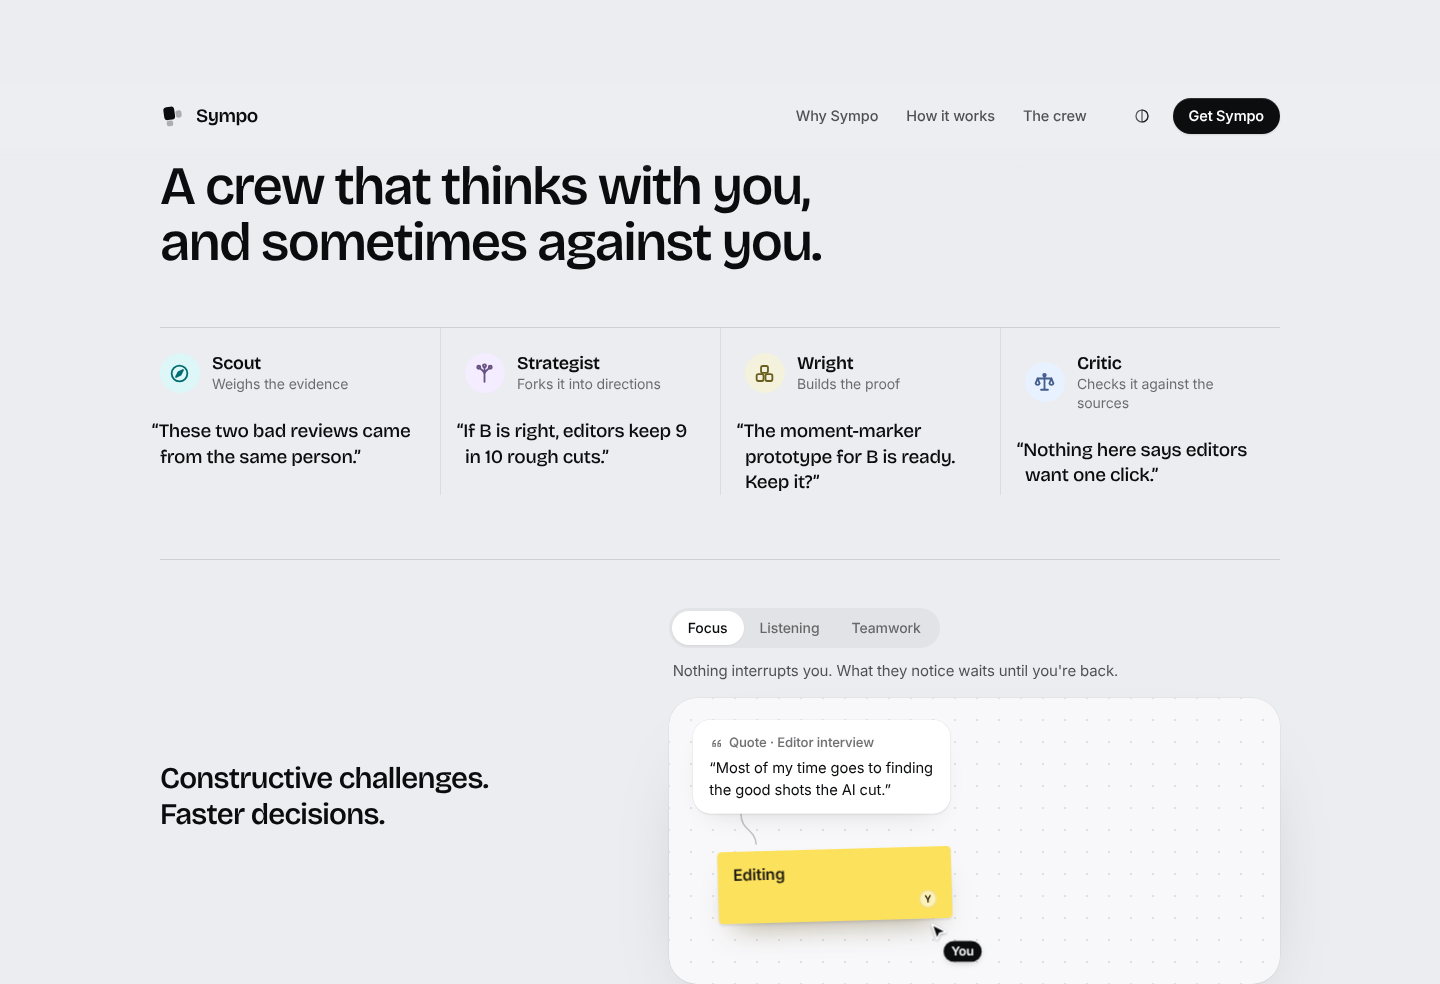 Sympo
Why Sympo
How it works
The crew
Get Sympo
A crew that thinks with you,
and sometimes against you.
Scout
Weighs the evidence
“These two bad reviews came
from the same person.”
Strategist
Forks it into directions
“If B is right, editors keep 9
in 10 rough cuts.”
Wright
Builds the proof
“The moment-marker
prototype for B is ready.
Keep it?”
Critic
Checks it against the
sources
“Nothing here says editors
want one click.”
Focus
Listening
Teamwork
Nothing interrupts you. What they notice waits until you're back.
Constructive challenges.
Faster decisions.
Quote · Editor interview
“Most of my time goes to finding
the good shots the AI cut.”
Editing
Y
You